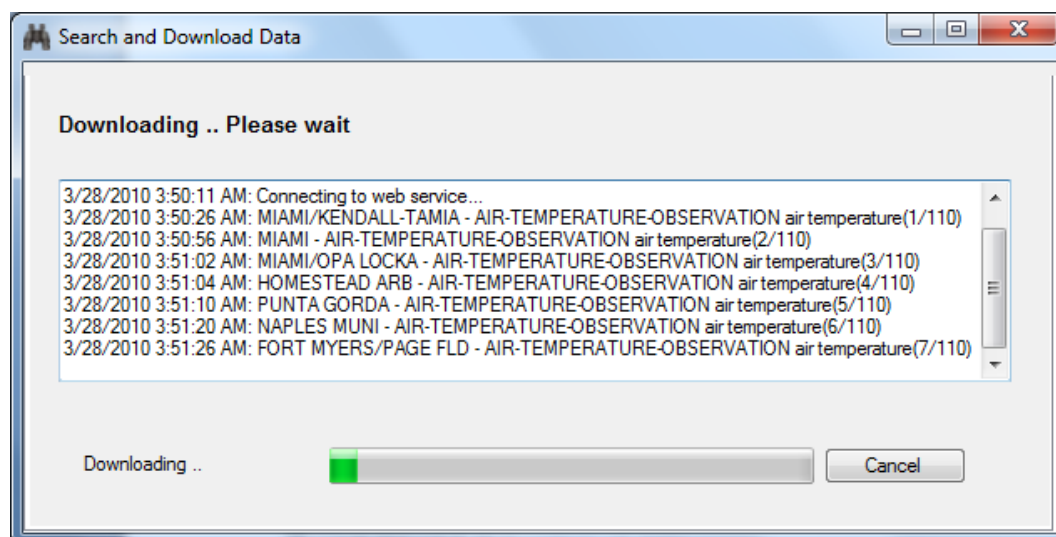 Search and Download Data
Downloading .. Please wait
3/28/2010 3:50:11 AM: Connecting to web service...
3/28/2010 3:50:26 AM: MIAMI/KENDALL-TAMIA - AIR-TEMPERATURE-OBSERVATION air temperature(1/110)
3/28/2010 3:50:56 AM: MIAMI - AIR-TEMPERATURE-OBSERVATION air temperature(2/110)
3/28/2010 3:51:02 AM: MIAMI/OPA LOCKA - AIR-TEMPERATURE-OBSERVATION air temperature(3/110)
3/28/2010 3:51:04 AM: HOMESTEAD ARB - AIR-TEMPERATURE-OBSERVATION air temperature(4/110)
3/28/2010 3:51:10 AM: PUNTA GORDA - AIR-TEMPERATURE-OBSERVATION air temperature(5/110)
3/28/2010 3:51:20 AM: NAPLES MUNI - AIR-TEMPERATURE-OBSERVATION air temperature(6/110)
3/28/2010 3:51:26 AM: FORT MYERS/PAGE FLD - AIR-TEMPERATURE-OBSERVATION air temperature(7/110)
Downloading ..
Cancel